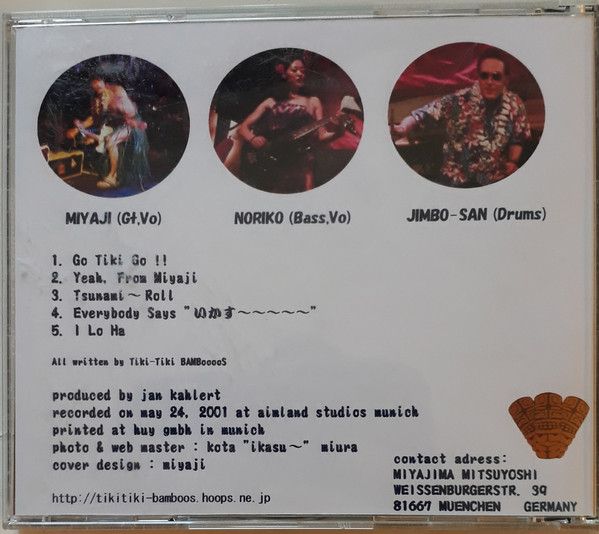 MIYAJI (Gt,Vo)
NORIKO (Bass,Vo)
JIMBO-SAN (Drums)
1. Go Tiki Go !!
2. Yeah, From Miyaji
3. Tsunami～Roll
4. Everybody Says "いかす～～～～～"
5. I Lo Ha
All written by Tiki-Tiki BAMBooooS
produced by jan kahlert
recorded on may 24, 2001 at aimland studios munich
printed at huy gmbh in munich
photo & web master : kota "ikasu～" miura
cover design : miyaji
http://tikitiki-bamboos.hoops.ne.jp
contact adress:
MIYAJIMA MITSUYOSHI
WEISSENBURGERSTR. 39
81667 MUENCHEN GERMANY